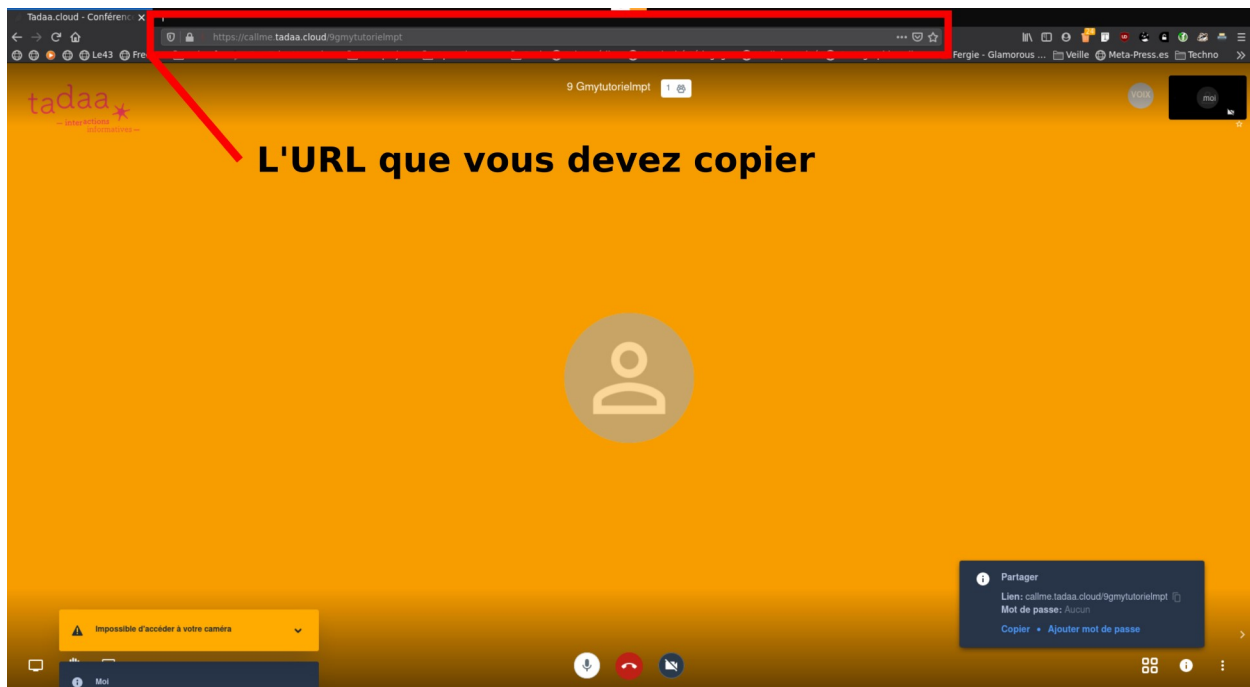 Tadaa.cloud - Conférenc
https://callme.tadaa.cloud/9gmytutorielmpt
Le43
Fergie - Glamorous ...
Veille
Meta-Press.es
Techno
tadaa
— interactions
informatives—
9 Gmytutorielmpt 1
VOIX
moi
L'URL que vous devez copier
Partager
Lien: callme.tadaa.cloud/9gmytutorielmpt
Mot de passe: Aucun
Copier • Ajouter mot de passe
Impossible d'accéder à votre caméra
Moi